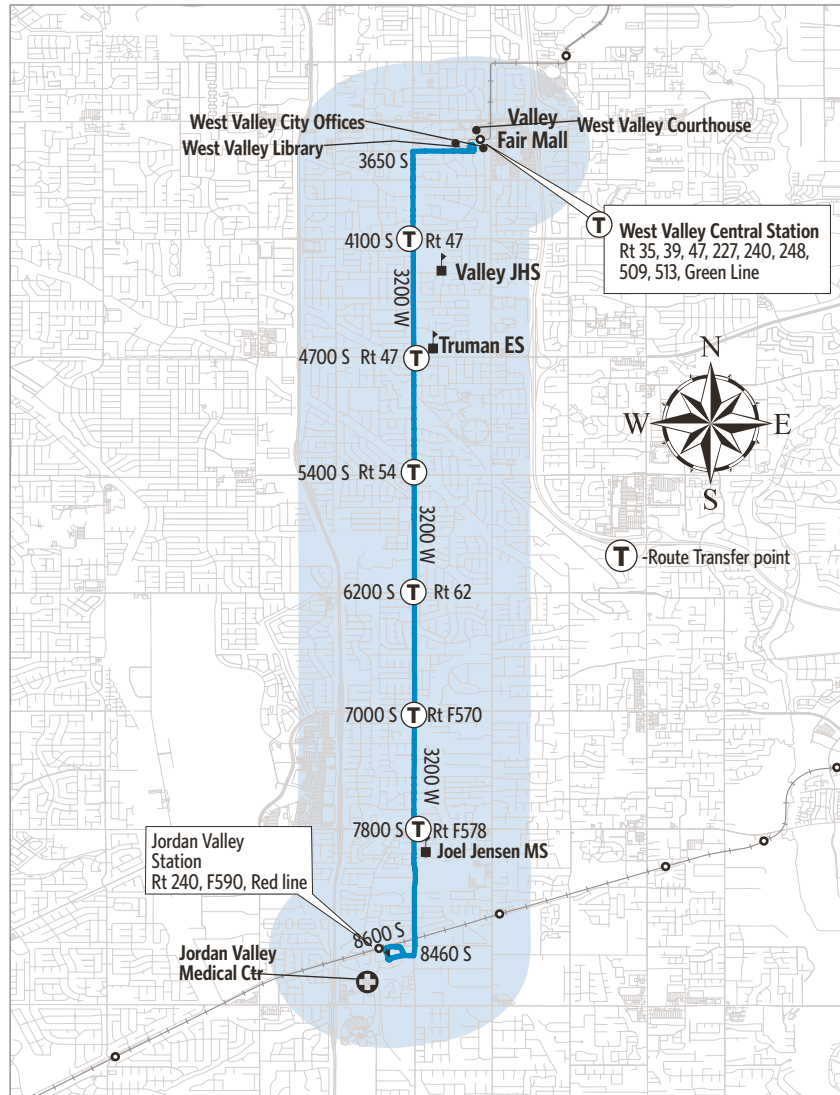 West Valley City Offices
West Valley Library
Valley
Fair Mall
West Valley Courthouse
3650 S
T
West Valley Central Station
Rt 35, 39, 47, 227, 240, 248,
509, 513, Green Line
4100 S T Rt 47
Valley JHS
3200 W
Truman ES
4700 S Rt 47 T
N
W E
S
5400 S Rt 54 T
3200 W
T -Route Transfer point
6200 S T Rt 62
7000 S T Rt F570
3200 W
7800 S T Rt F578
Joel Jensen MS
Jordan Valley
Station
Rt 240, F590, Red line
8600 S
8460 S
Jordan Valley
Medical Ctr